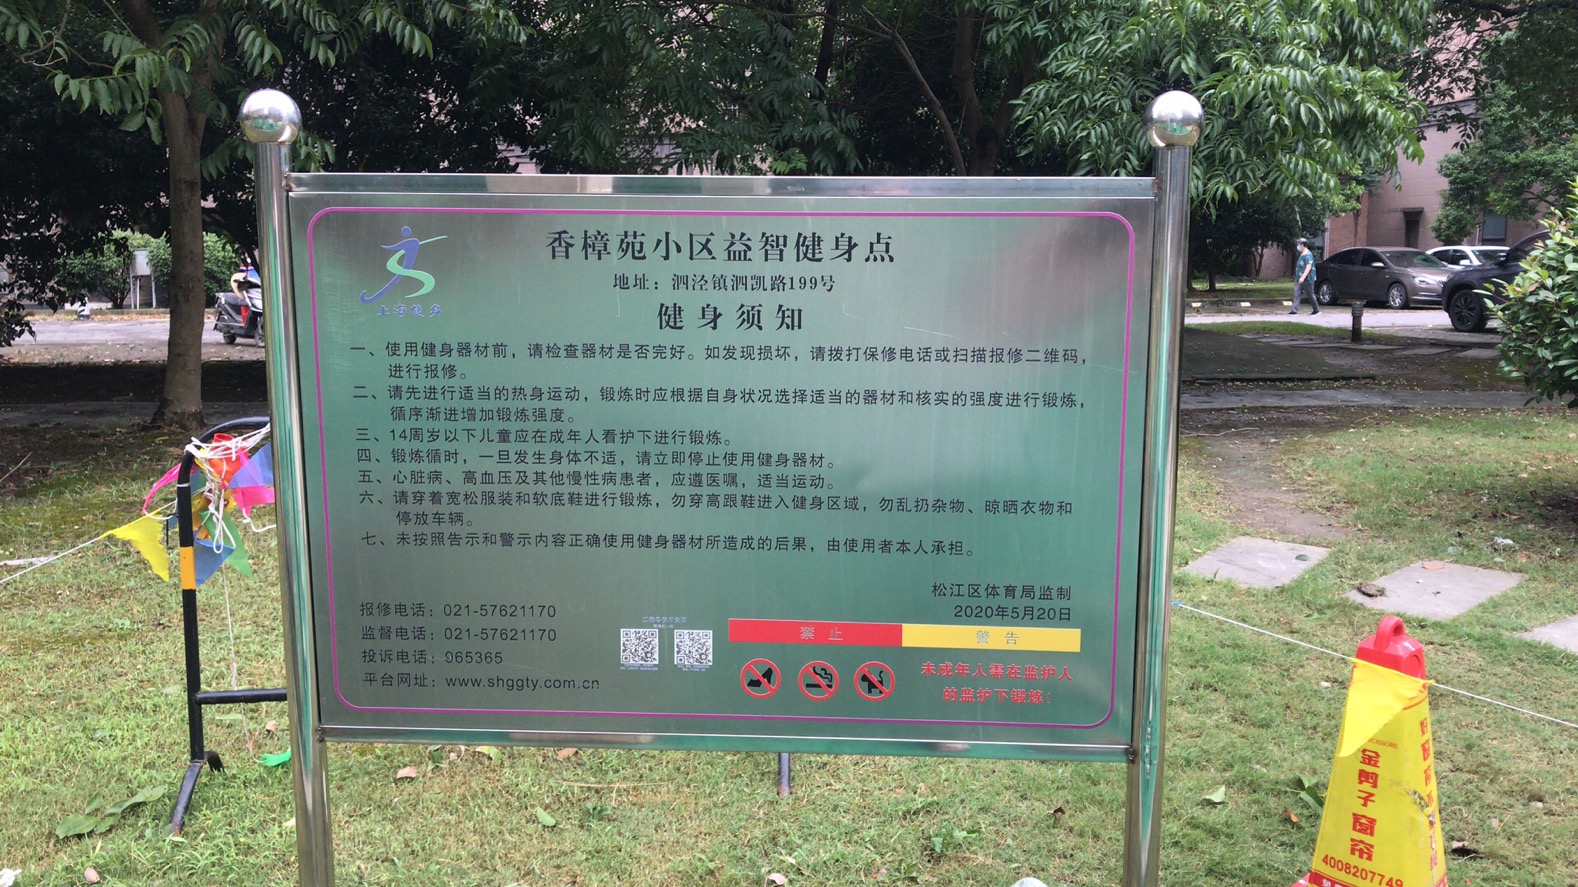 上海健身
香樟苑小区益智健身点
地址：泗泾镇泗凯路199号
健身须知
一、使用健身器材前，请检查器材是否完好。如发现损坏，请拨打保修电话或扫描报修二维码，
进行报修。
二、请先进行适当的热身运动，锻炼时应根据自身状况选择适当的器材和核实的强度进行锻炼，
循序渐进增加锻炼强度。
三、14周岁以下儿童应在成年人看护下进行锻炼。
四、锻炼循时，一旦发生身体不适，请立即停止使用健身器材。
五、心脏病、高血压及其他慢性病患者，应遵医嘱，适当运动。
六、请穿着宽松服装和软底鞋进行锻炼，勿穿高跟鞋进入健身区域，勿乱扔杂物、晾晒衣物和
停放车辆。
七、未按照告示和警示内容正确使用健身器材所造成的后果，由使用者本人承担。
松江区体育局监制
2020年5月20日
报修电话：021-57621170
监督电话：021-57621170
投诉电话：965365
平台网址：www.shggty.com.cn
禁止
警告
未成年人需在监护人
的监护下锻炼！
SCISSORS
金剪子窗帘
4008207749